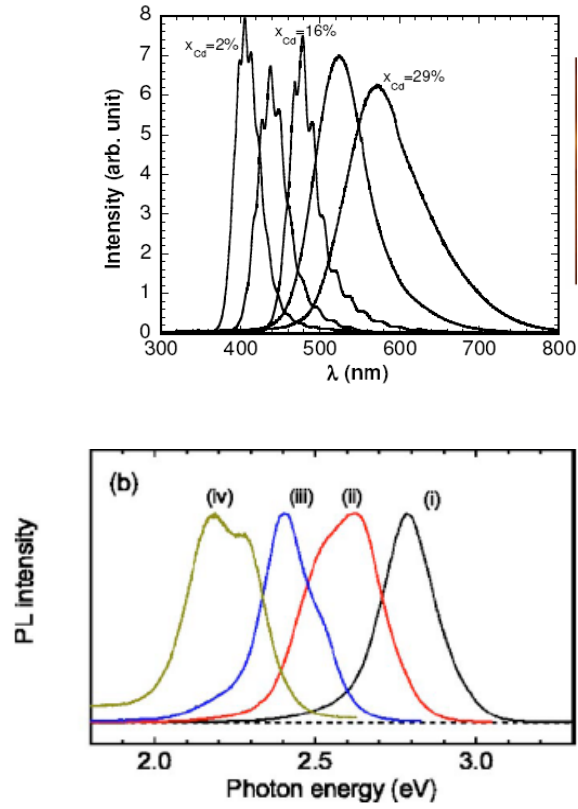 8
x_Cd=2%
x_Cd=16%
7
x_Cd=29%
6
5
4
3
2
1
0
Intensity (arb. unit)
300 400 500 600 700 800
λ (nm)
(b)
(iv) (iii) (ii) (i)
PL intensity
2.0 2.5 3.0
Photon energy (eV)